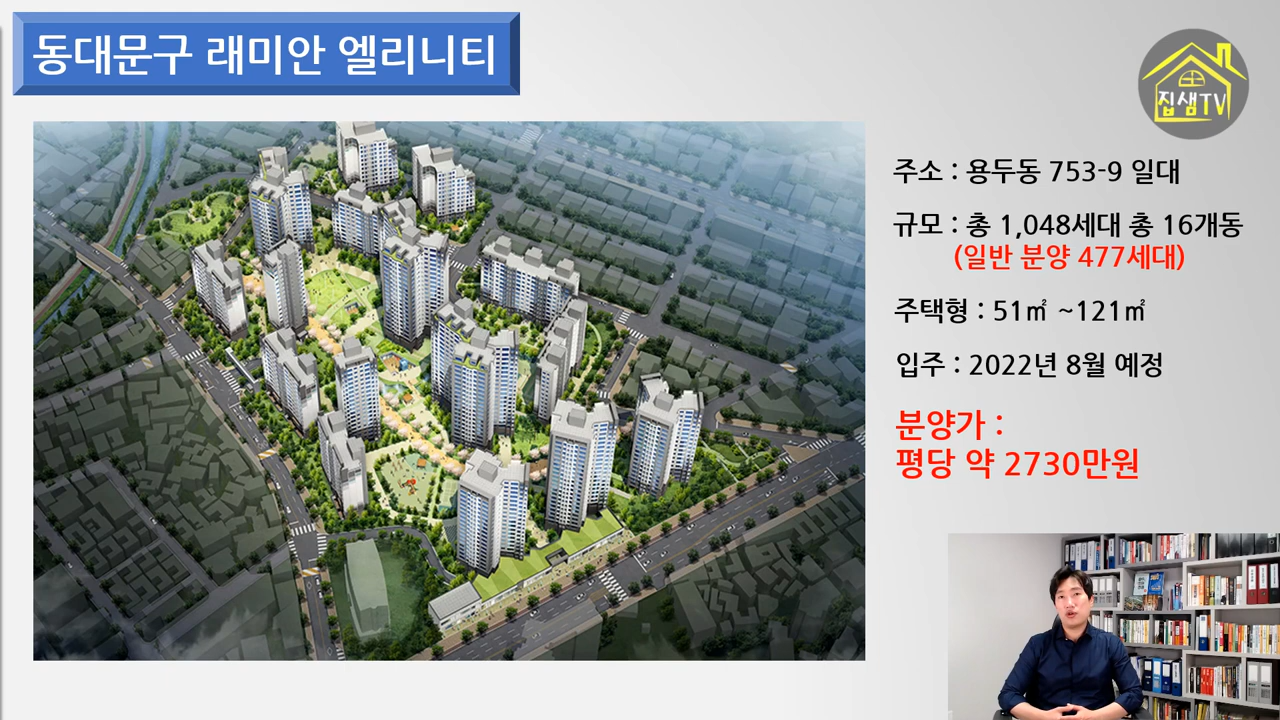 동대문구 래미안 엘리니티
집샘TV
주소 : 용두동 753-9 일대
규모 : 총 1,048세대 총 16개동
(일반 분양 477세대)
주택형 : 51㎡ ~121㎡
입주 : 2022년 8월 예정
분양가 :
평당 약 2730만원